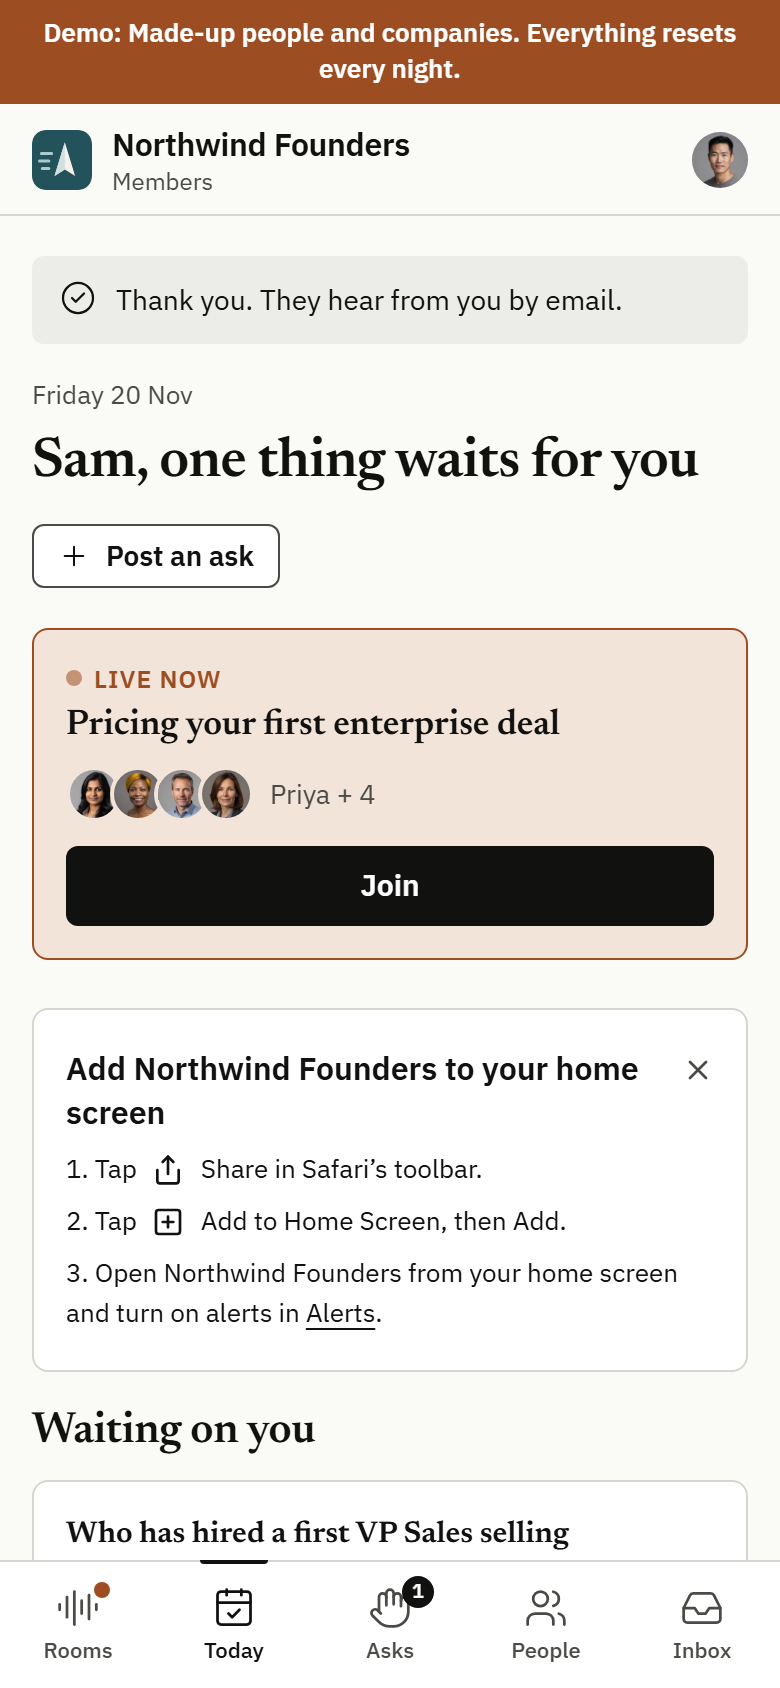 Demo: Made-up people and companies. Everything resets
every night.
Northwind Founders
Members
Thank you. They hear from you by email.
Friday 20 Nov
Sam, one thing waits for you
Post an ask
LIVE NOW
Pricing your first enterprise deal
Priya + 4
Join
Add Northwind Founders to your home
screen
1. Tap Share in Safari’s toolbar.
2. Tap Add to Home Screen, then Add.
3. Open Northwind Founders from your home screen
and turn on alerts in Alerts.
Waiting on you
Who has hired a first VP Sales selling
1
Rooms Today Asks People Inbox